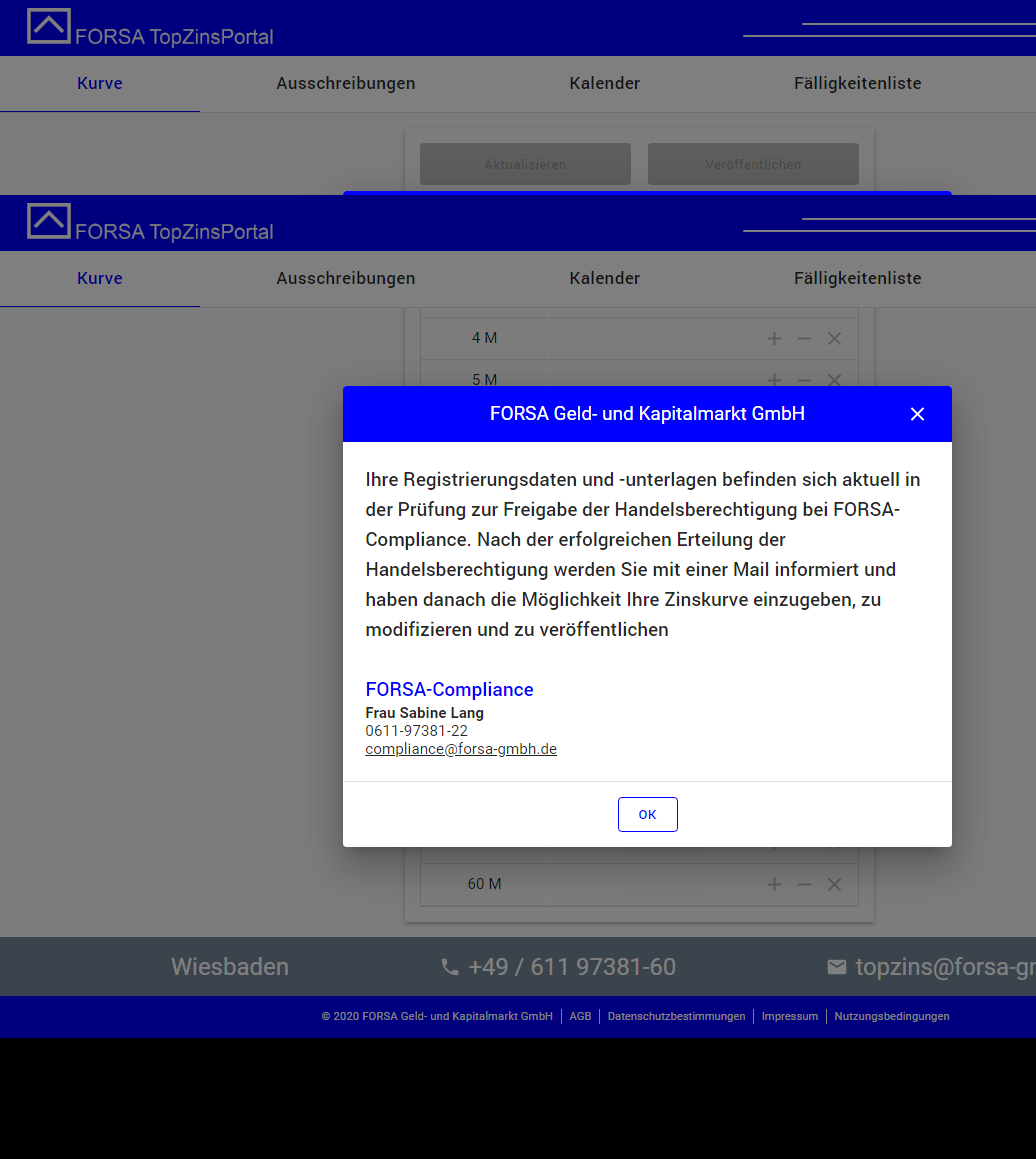 FORSA TopZinsPortal
Kurve Ausschreibungen Kalender Fälligkeitenliste
Aktualisieren Veröffentlichen
FORSA TopZinsPortal
Kurve Ausschreibungen Kalender Fälligkeitenliste
4 M
5 M
FORSA Geld- und Kapitalmarkt GmbH
Ihre Registrierungsdaten und -unterlagen befinden sich aktuell in
der Prüfung zur Freigabe der Handelsberechtigung bei FORSA-
Compliance. Nach der erfolgreichen Erteilung der
Handelsberechtigung werden Sie mit einer Mail informiert und
haben danach die Möglichkeit Ihre Zinskurve einzugeben, zu
modifizieren und zu veröffentlichen
FORSA-Compliance
Frau Sabine Lang
0611-97381-22
compliance@forsa-gmbh.de
OK
60 M
Wiesbaden +49 / 611 97381-60 topzins@forsa-gr
© 2020 FORSA Geld- und Kapitalmarkt GmbH | AGB | Datenschutzbestimmungen | Impressum | Nutzungsbedingungen